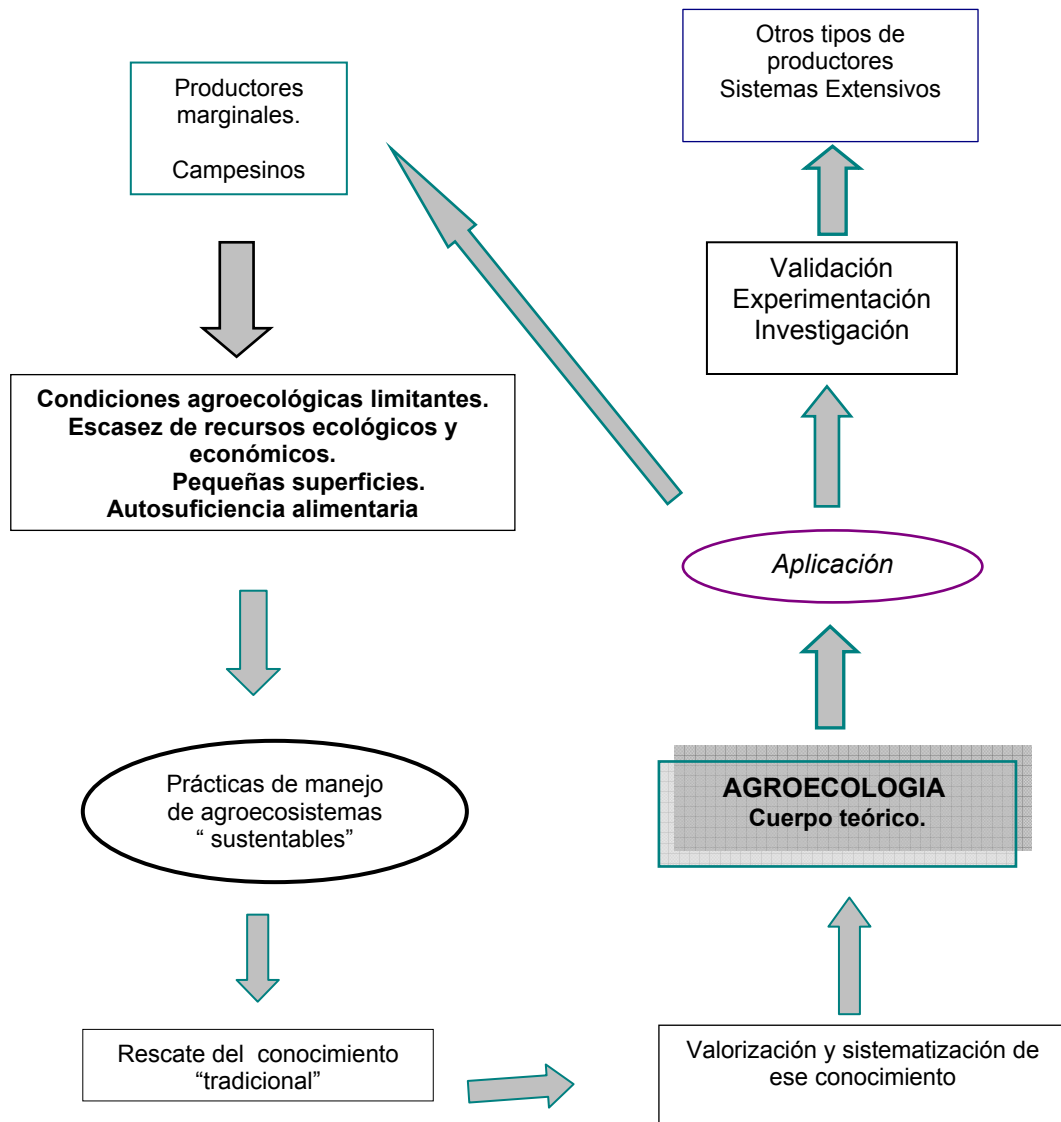 Productores
marginales.
Campesinos
Condiciones agroecológicas limitantes.
Escasez de recursos ecológicos y
económicos.
Pequeñas superficies.
Autosuficiencia alimentaria
Prácticas de manejo
de agroecosistemas
“ sustentables”
Rescate del conocimiento
“tradicional”
Valorización y sistematización de
ese conocimiento
AGROECOLOGIA
Cuerpo teórico.
Aplicación
Validación
Experimentación
Investigación
Otros tipos de
productores
Sistemas Extensivos